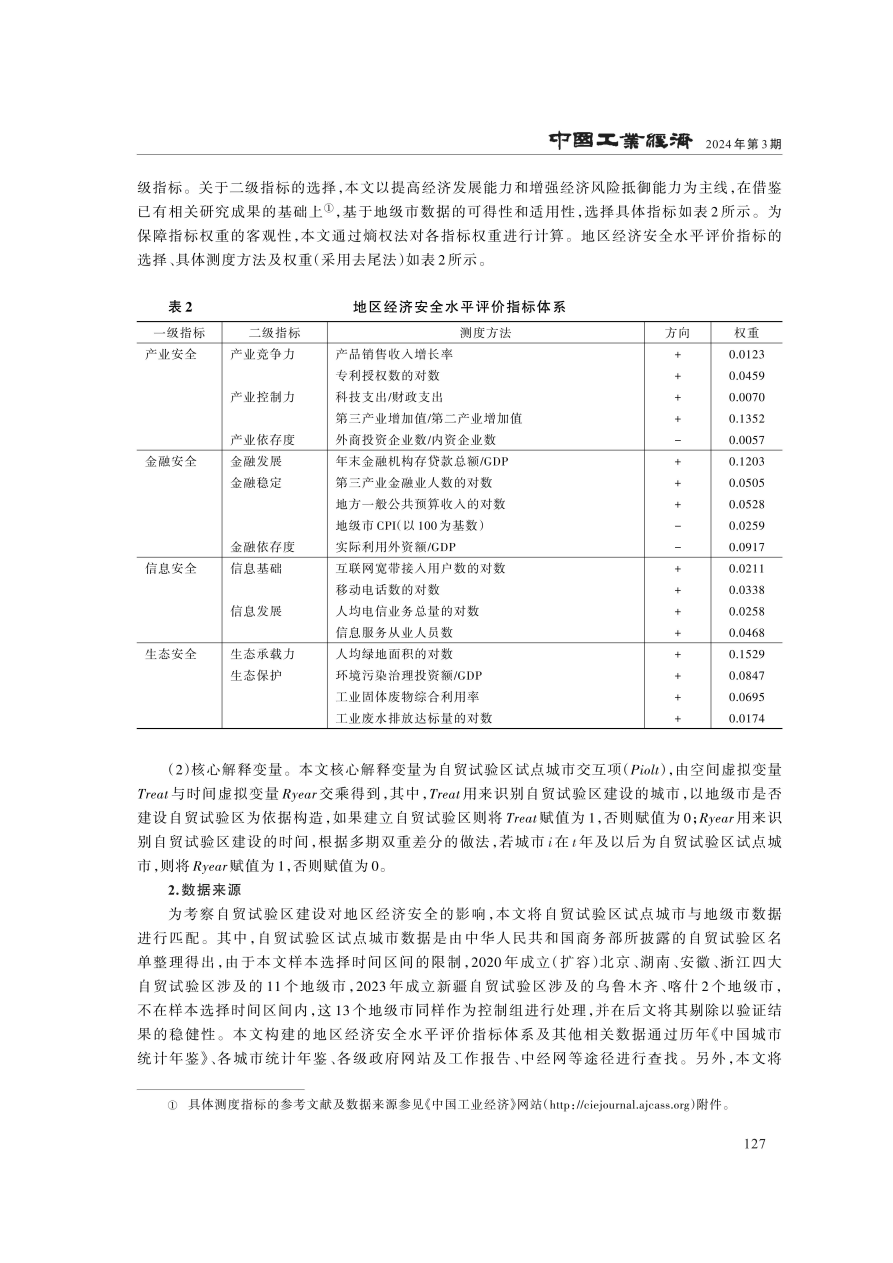 中国工業經濟 2024年第3期
级指标。关于二级指标的选择,本文以提高经济发展能力和增强经济风险抵御能力为主线,在借鉴
已有相关研究成果的基础上①,基于地级市数据的可得性和适用性,选择具体指标如表2所示。为
保障指标权重的客观性,本文通过熵权法对各指标权重进行计算。地区经济安全水平评价指标的
选择、具体测度方法及权重(采用去尾法)如表2所示。
表2 地区经济安全水平评价指标体系
一级指标 二级指标 测度方法 方向 权重
产业安全 产业竞争力 产品销售收入增长率 + 0.0123
专利授权数的对数 + 0.0459
产业控制力 科技支出/财政支出 + 0.0070
第三产业增加值/第二产业增加值 + 0.1352
产业依存度 外商投资企业数/内资企业数 − 0.0057
金融安全 金融发展 年末金融机构存贷款总额/GDP + 0.1203
金融稳定 第三产业金融业人数的对数 + 0.0505
地方一般公共预算收入的对数 + 0.0528
地级市CPI(以100为基数) − 0.0259
金融依存度 实际利用外资额/GDP − 0.0917
信息安全 信息基础 互联网宽带接入用户数的对数 + 0.0211
移动电话数的对数 + 0.0338
信息发展 人均电信业务总量的对数 + 0.0258
信息服务从业人员数 + 0.0468
生态安全 生态承载力 人均绿地面积的对数 + 0.1529
生态保护 环境污染治理投资额/GDP + 0.0847
工业固体废物综合利用率 + 0.0695
工业废水排放达标量的对数 + 0.0174
(2)核心解释变量。本文核心解释变量为自贸试验区试点城市交互项(Piolt),由空间虚拟变量
Treat与时间虚拟变量Ryear交乘得到,其中,Treat用来识别自贸试验区建设的城市,以地级市是否
建设自贸试验区为依据构造,如果建立自贸试验区则将Treat赋值为1,否则赋值为0;Ryear用来识
别自贸试验区建设的时间,根据多期双重差分的做法,若城市i在t年及以后为自贸试验区试点城
市,则将Ryear赋值为1,否则赋值为0。
2.数据来源
为考察自贸试验区建设对地区经济安全的影响,本文将自贸试验区试点城市与地级市数据
进行匹配。其中,自贸试验区试点城市数据是由中华人民共和国商务部所披露的自贸试验区名
单整理得出,由于本文样本选择时间区间的限制,2020年成立(扩容)北京、湖南、安徽、浙江四大
自贸试验区涉及的11个地级市,2023年成立新疆自贸试验区涉及的乌鲁木齐、喀什2个地级市,
不在样本选择时间区间内,这13个地级市同样作为控制组进行处理,并在后文将其剔除以验证结
果的稳健性。本文构建的地区经济安全水平评价指标体系及其他相关数据通过历年《中国城市
统计年鉴》、各城市统计年鉴、各级政府网站及工作报告、中经网等途径进行查找。另外,本文将
① 具体测度指标的参考文献及数据来源参见《中国工业经济》网站(http://ciejournal.ajcass.org)附件。
127